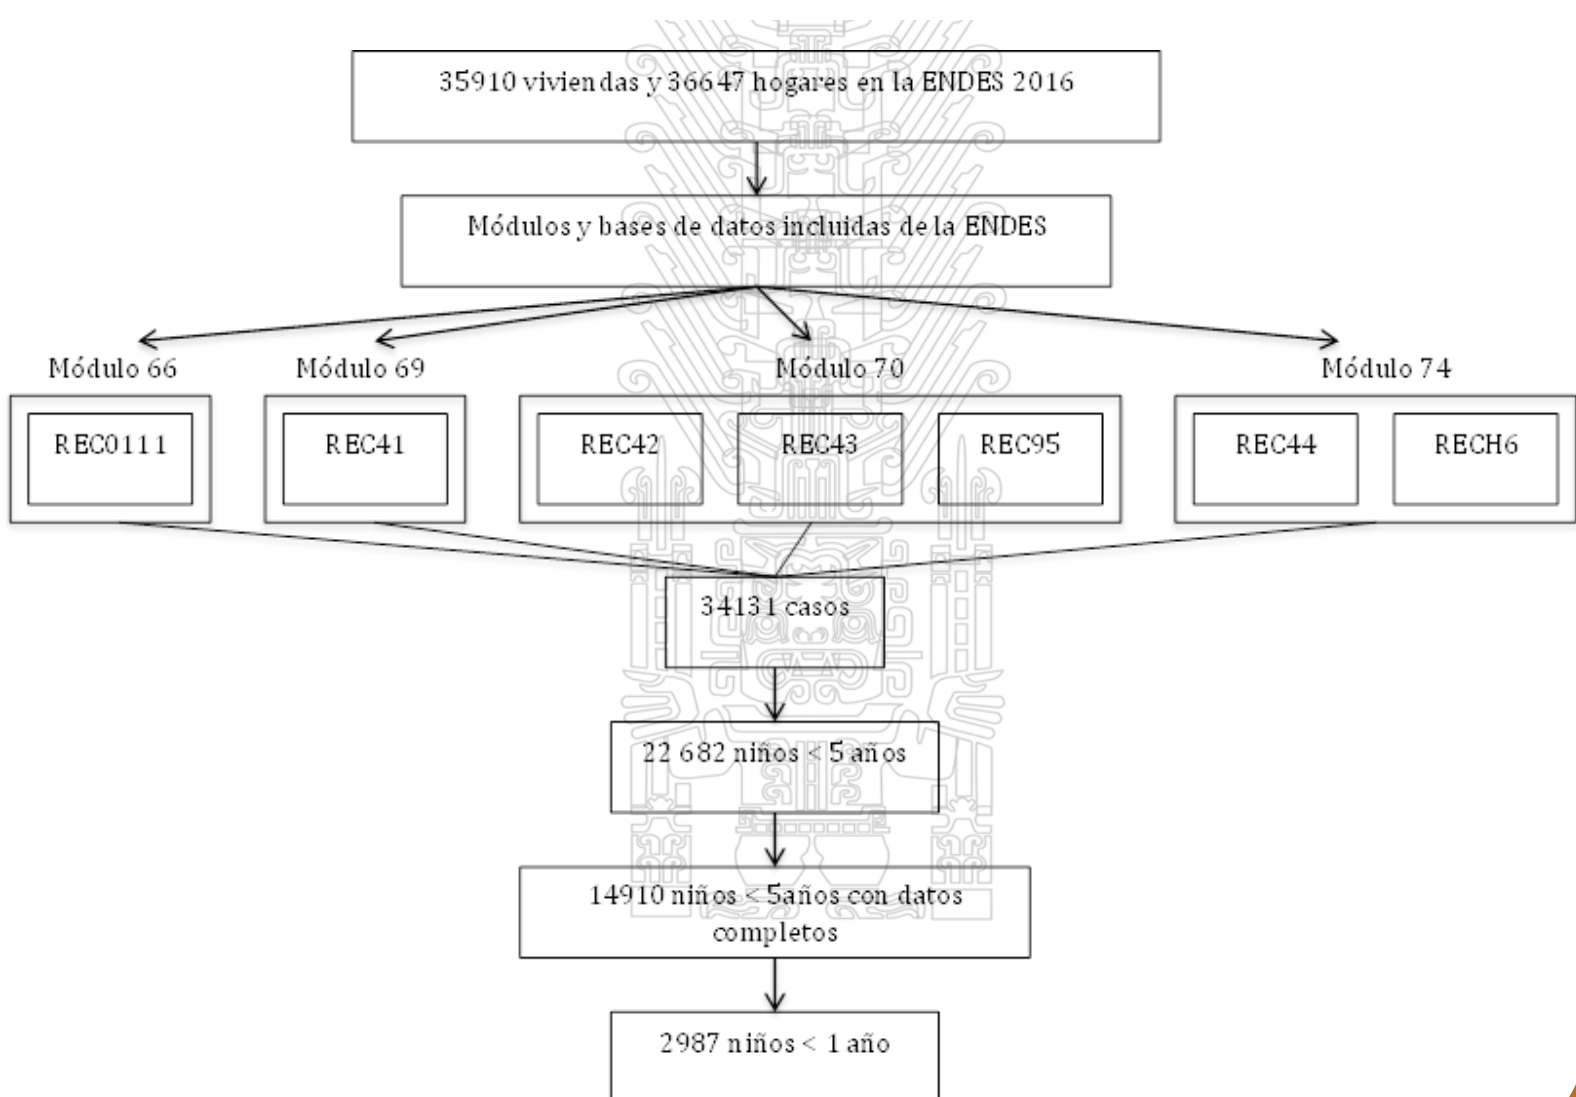 35910 viviendas y 36647 hogares en la ENDES 2016
Módulos y bases de datos incluidas de la ENDES
Módulo 66
Módulo 69
Módulo 70
Módulo 74
REC0111
REC41
REC42
REC43
REC95
REC44
RECH6
34131 casos
22 682 niños < 5 años
14910 niños < 5años con datos
completos
2987 niños < 1 año